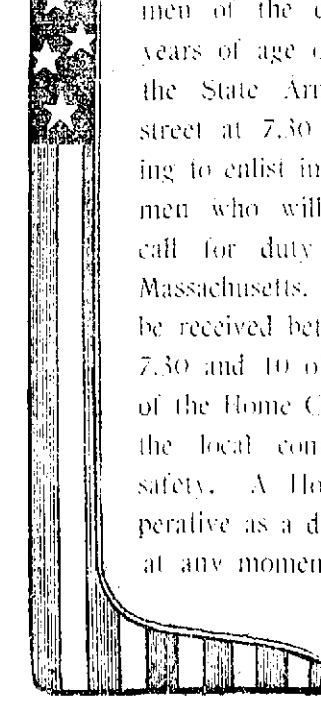 men of the c
years of age o
the State Arm
street at 7.30
ing to enlist in
men who will
call for duty
Massachusetts.
be received bet
7.30 and 10 o
of the Home G
the local com
safety. A Ho
perative as a d
at any momen